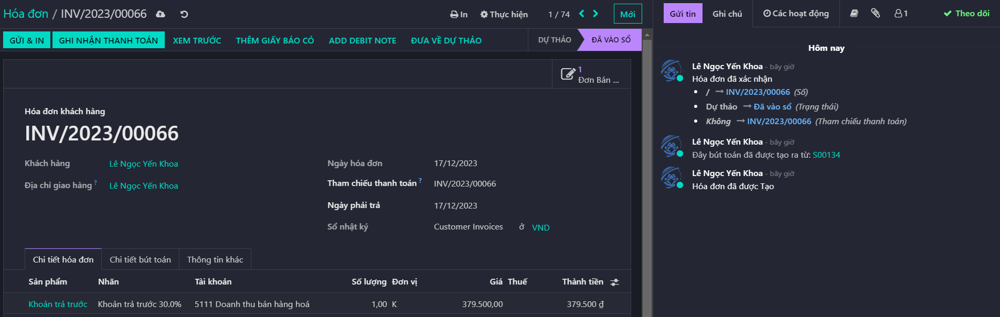 Hóa đơn / INV/2023/00066
In
Thực hiện
1 / 74
Mới
GỬI & IN
GHI NHẬN THANH TOÁN
XEM TRƯỚC
THÊM GIẤY BÁO CÓ
ADD DEBIT NOTE
ĐƯA VỀ DỰ THẢO
DỰ THẢO
ĐÃ VÀO SỔ
1
Đơn Bán ...
Hóa đơn khách hàng
INV/2023/00066
Khách hàng Lê Ngọc Yến Khoa
Địa chỉ giao hàng ? Lê Ngọc Yến Khoa
Ngày hóa đơn 17/12/2023
Tham chiếu thanh toán ? INV/2023/00066
Ngày phải trả 17/12/2023
Sổ nhật ký Customer Invoices ở VND
Chi tiết hóa đơn Chi tiết bút toán Thông tin khác
Sản phẩm Nhãn Tài khoản Số lượng Đơn vị Giá Thuế Thành tiền
Khoản trả trước Khoản trả trước 30.0% 5111 Doanh thu bán hàng hoá 1,00 K 379.500,00 379.500 ₫
Gửi tin
Ghi chú
Các hoạt động
1
Theo dõi
Hôm nay
Lê Ngọc Yến Khoa - bây giờ
Hóa đơn đã xác nhận
• / → INV/2023/00066 (Số)
• Dự thảo → Đã vào sổ (Trạng thái)
• Không → INV/2023/00066 (Tham chiếu thanh toán)
Lê Ngọc Yến Khoa - bây giờ
Đây bút toán đã được tạo ra từ: S00134
Lê Ngọc Yến Khoa - bây giờ
Hóa đơn đã được Tạo